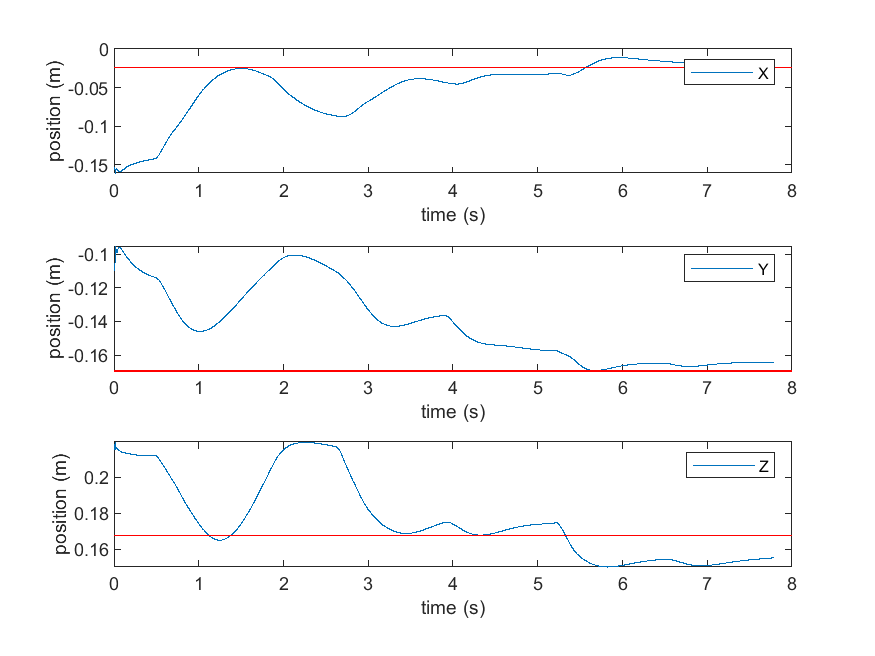 0
-0.05
-0.1
-0.15
position (m)
X
0 1 2 3 4 5 6 7 8
time (s)
-0.1
-0.12
-0.14
-0.16
position (m)
Y
0 1 2 3 4 5 6 7 8
time (s)
0.2
0.18
0.16
position (m)
Z
0 1 2 3 4 5 6 7 8
time (s)